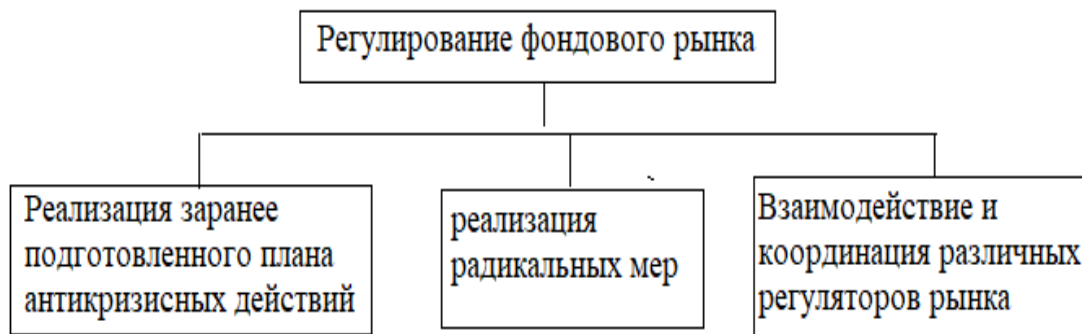 Регулирование фондового рынка
Реализация заранее
подготовленного плана
антикризисных действий
реализация
радикальных мер
Взаимодействие и
координация различных
регуляторов рынка